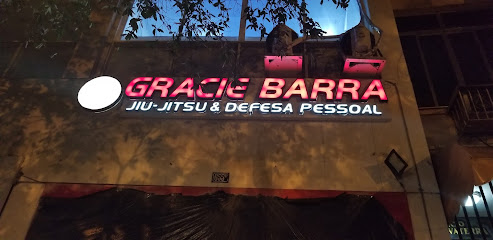 GRACIE BARRA
JIU-JITSU & DEFESA PESSOAL